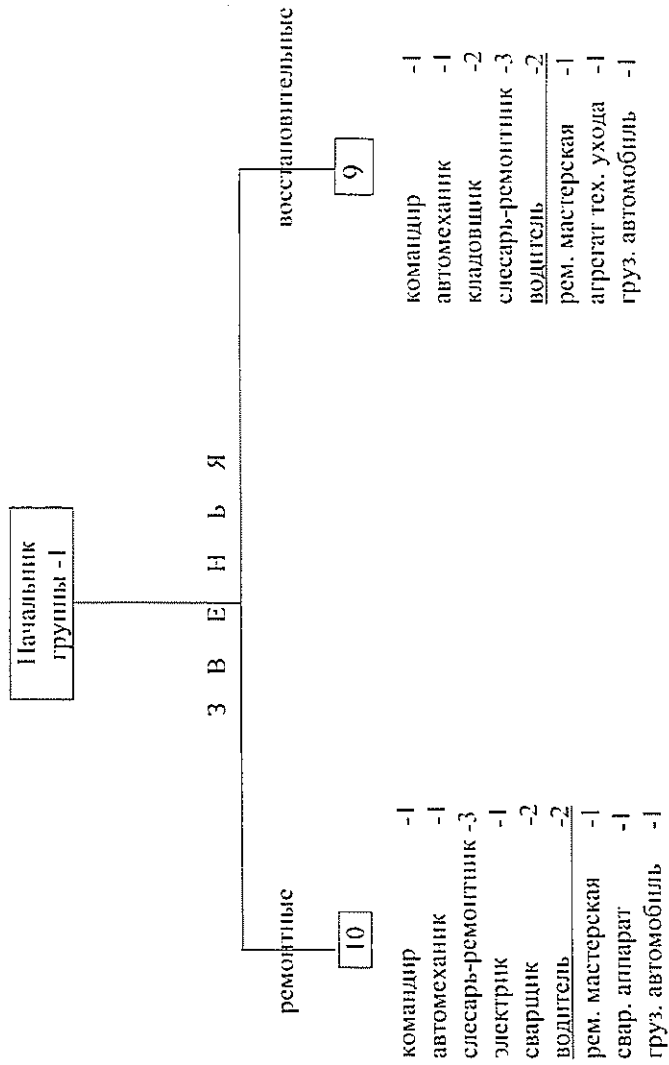 Начальник
группы -1
З В Е Н Ь Я
ремонтные
10
командир -1
автомеханик -1
слесарь-ремонтник -3
электрик -1
сварщик -2
водитель -2
рем. мастерская -1
свар. аппарат -1
груз. автомобиль -1
восстановительные
9
командир -1
автомеханик -1
кладовщик -2
слесарь-ремонтник -3
водитель -2
рем. мастерская -1
агрегат тех. ухода -1
груз. автомобиль -1